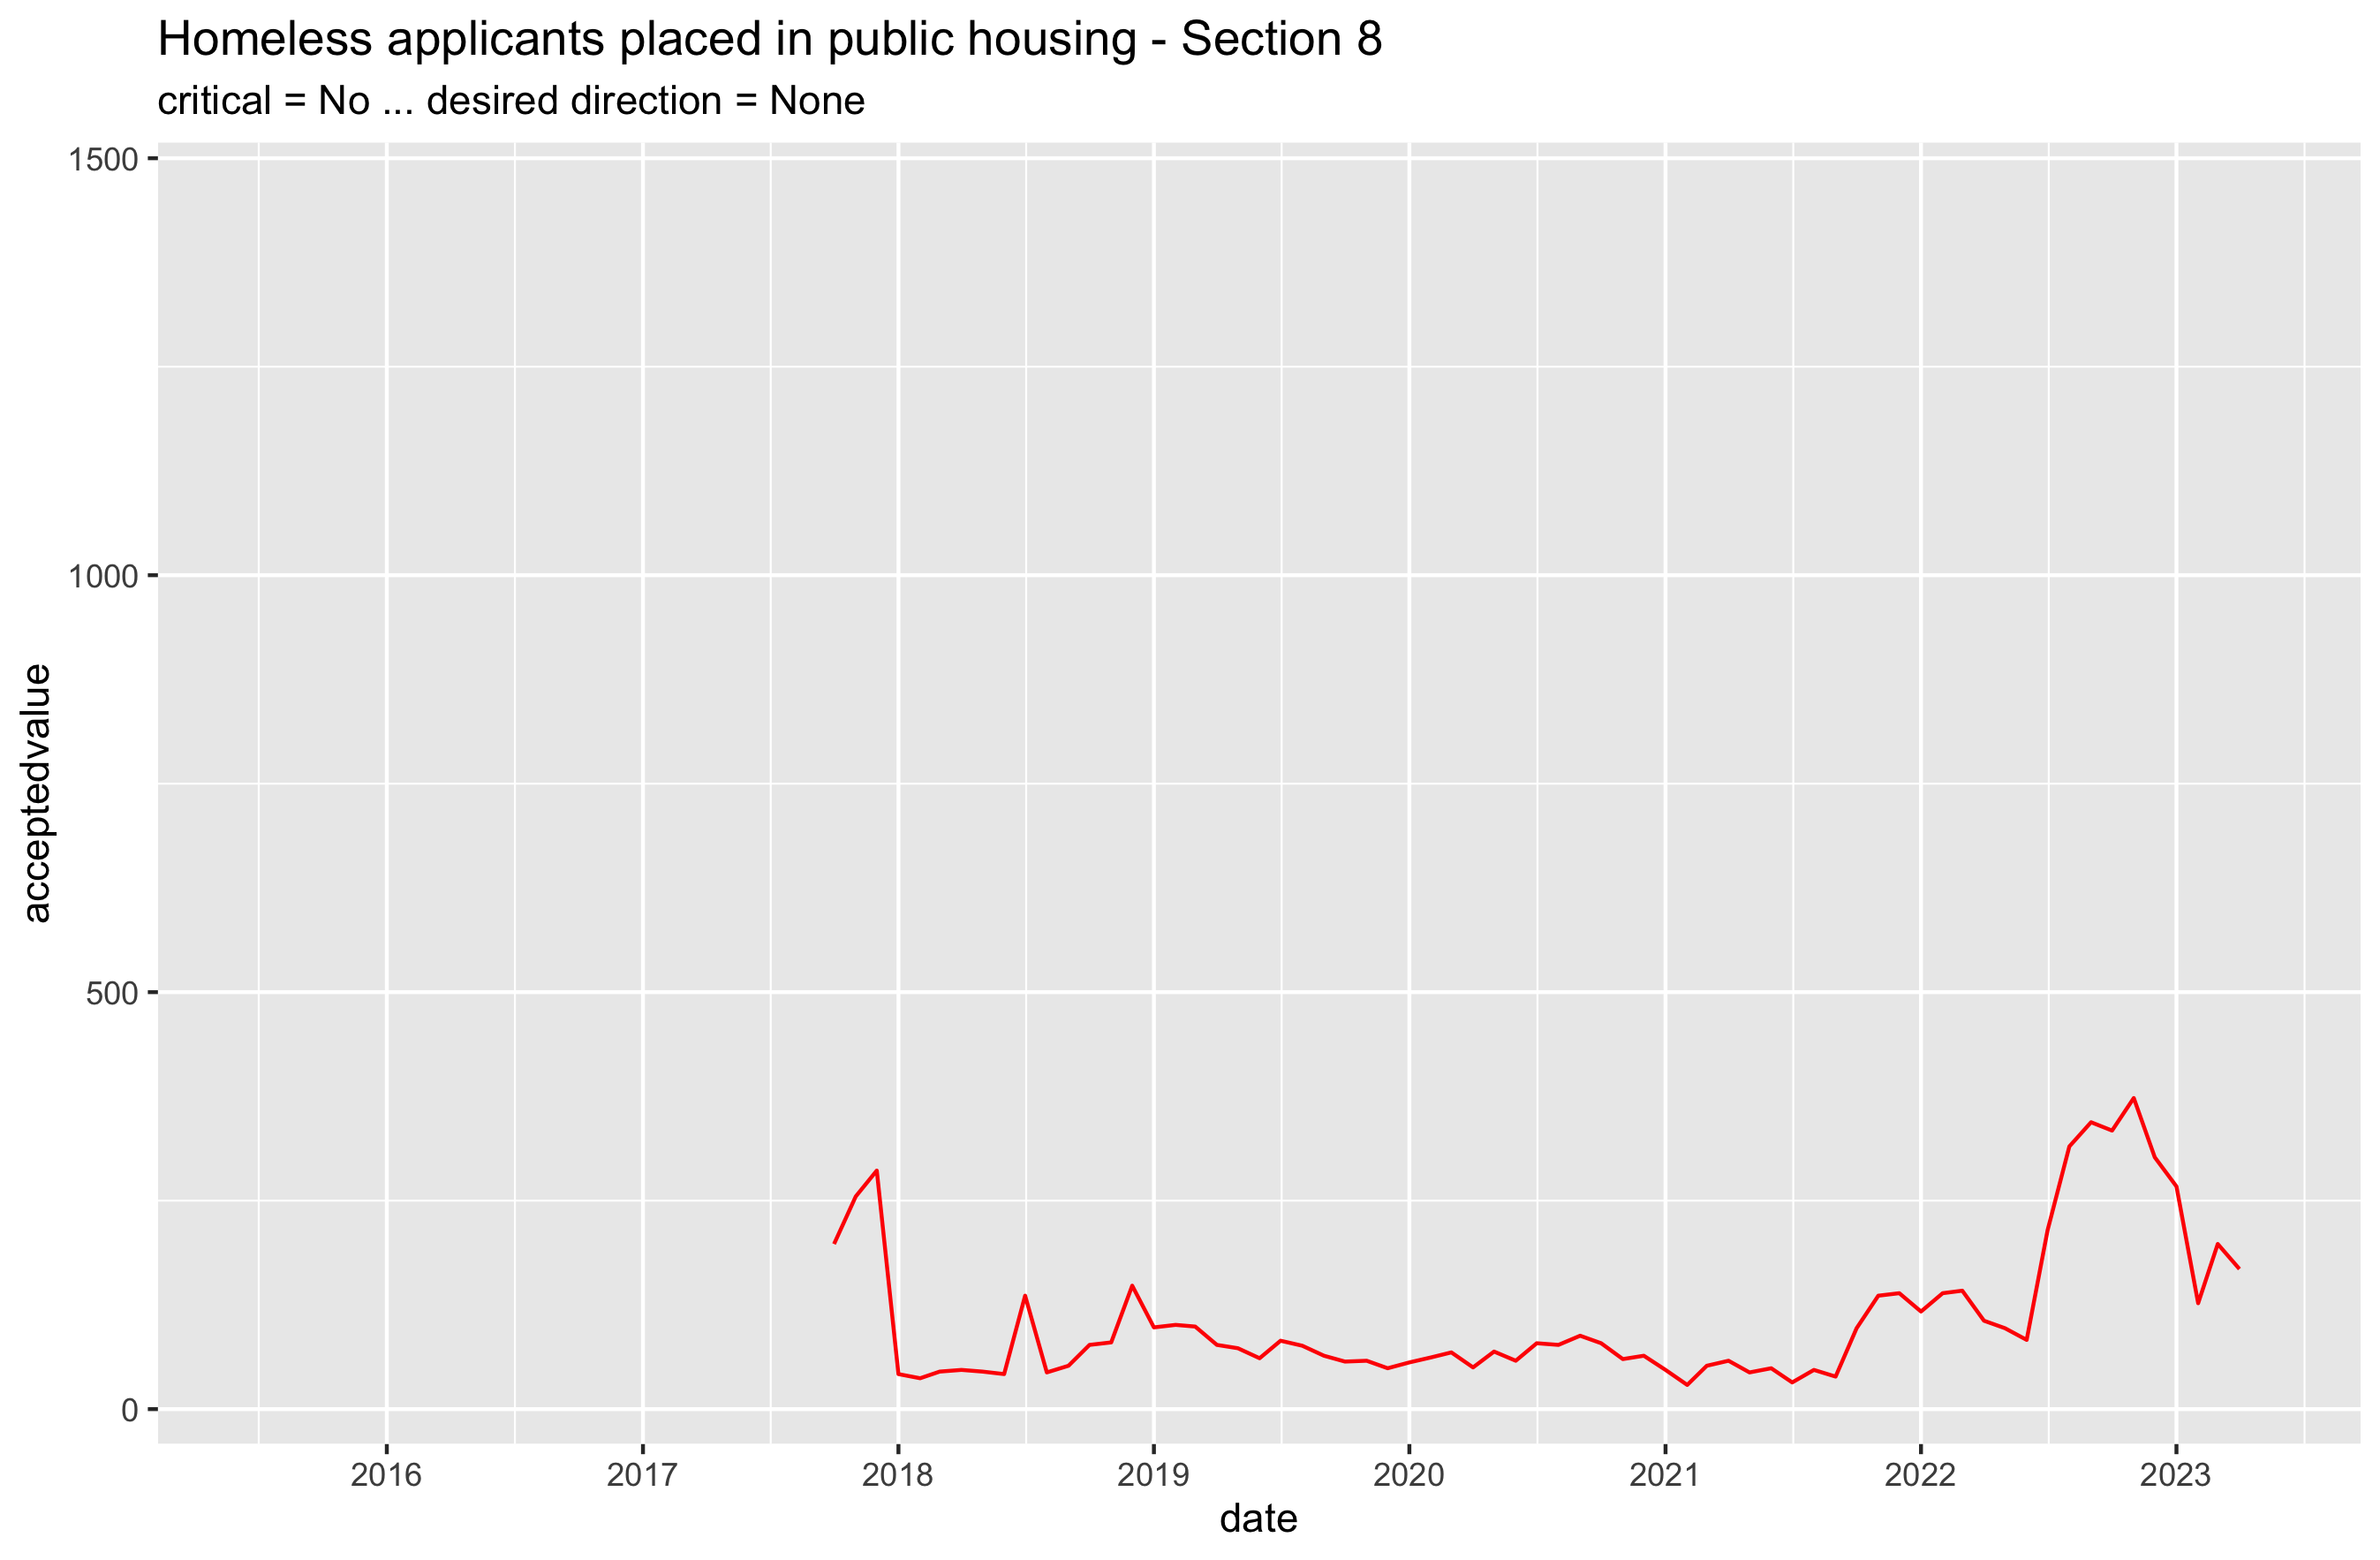 Homeless applicants placed in public housing - Section 8
critical = No ... desired direction = None
acceptedvalue
1500
1000
500
0
2016 2017 2018 2019 2020 2021 2022 2023
date